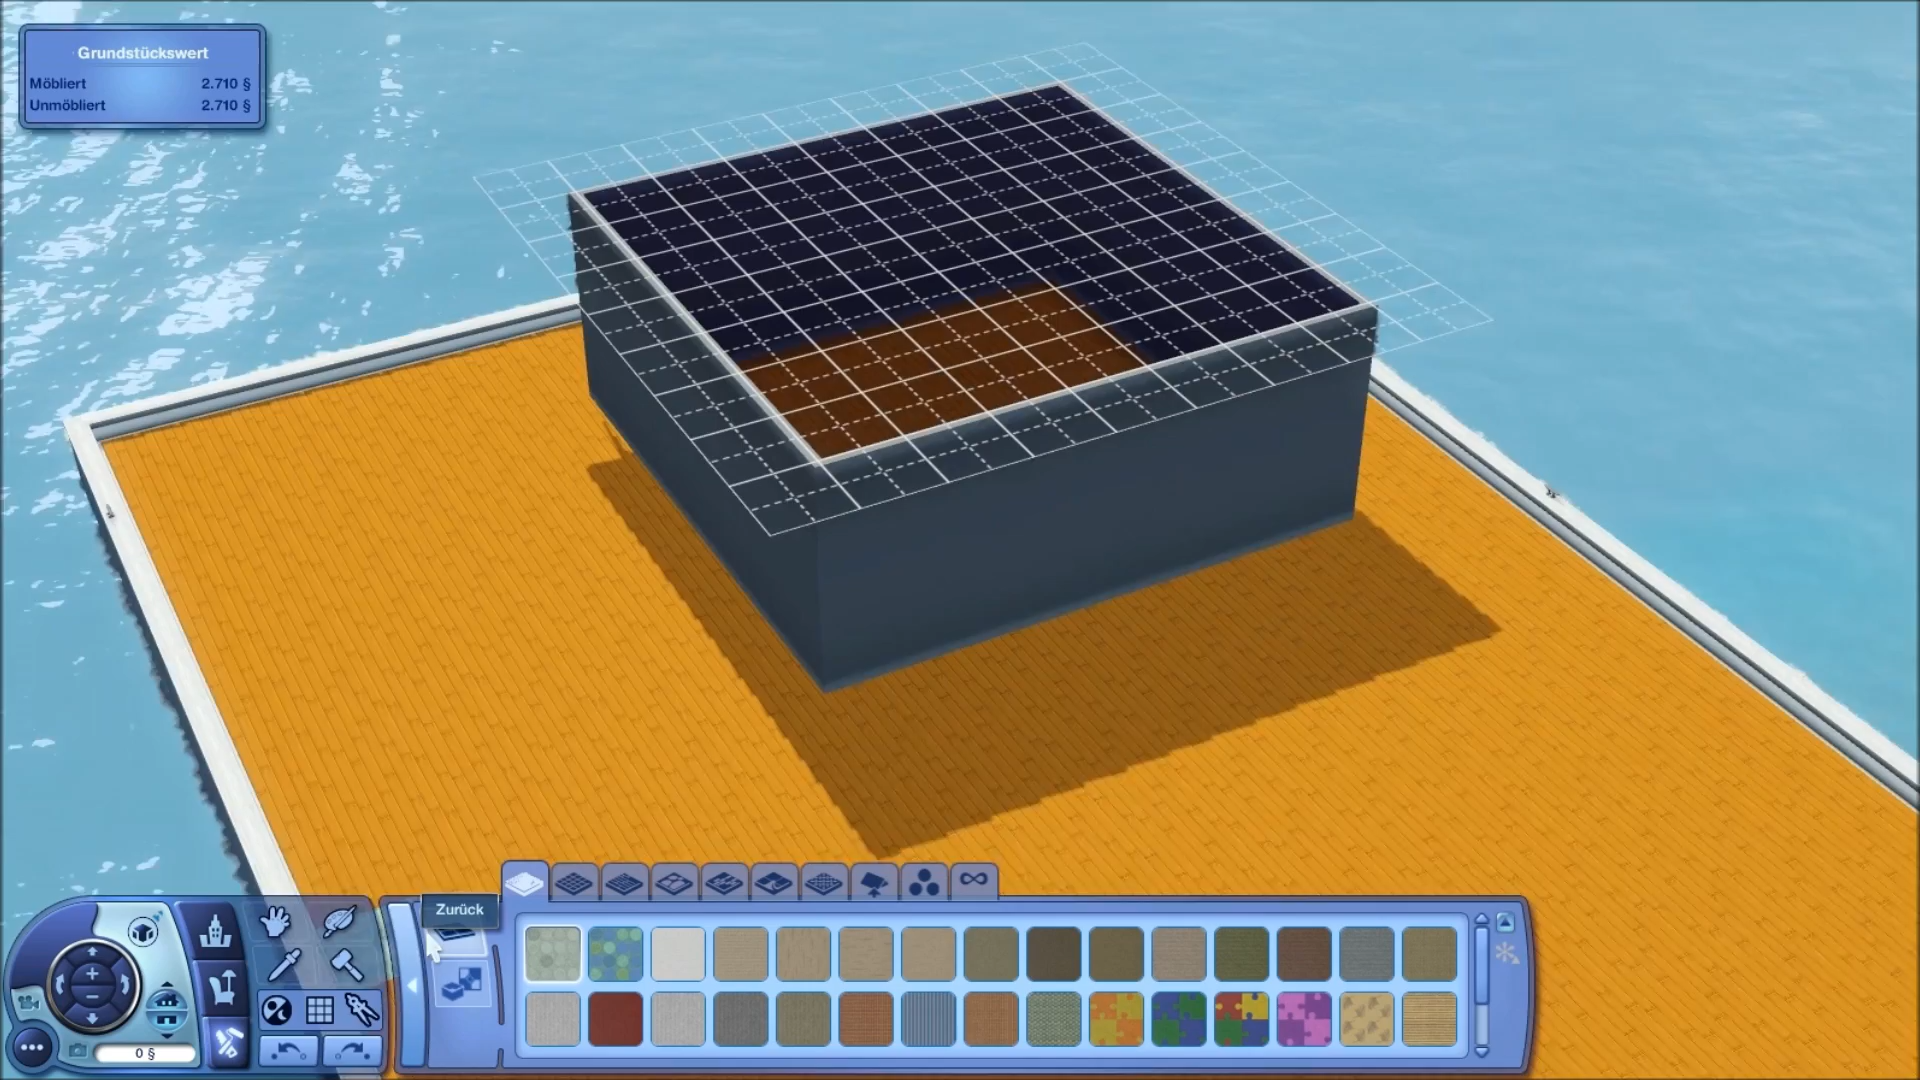 Grundstückswert
Möbliert 2.710 §
Unmöbliert 2.710 §
Zurück
0 §